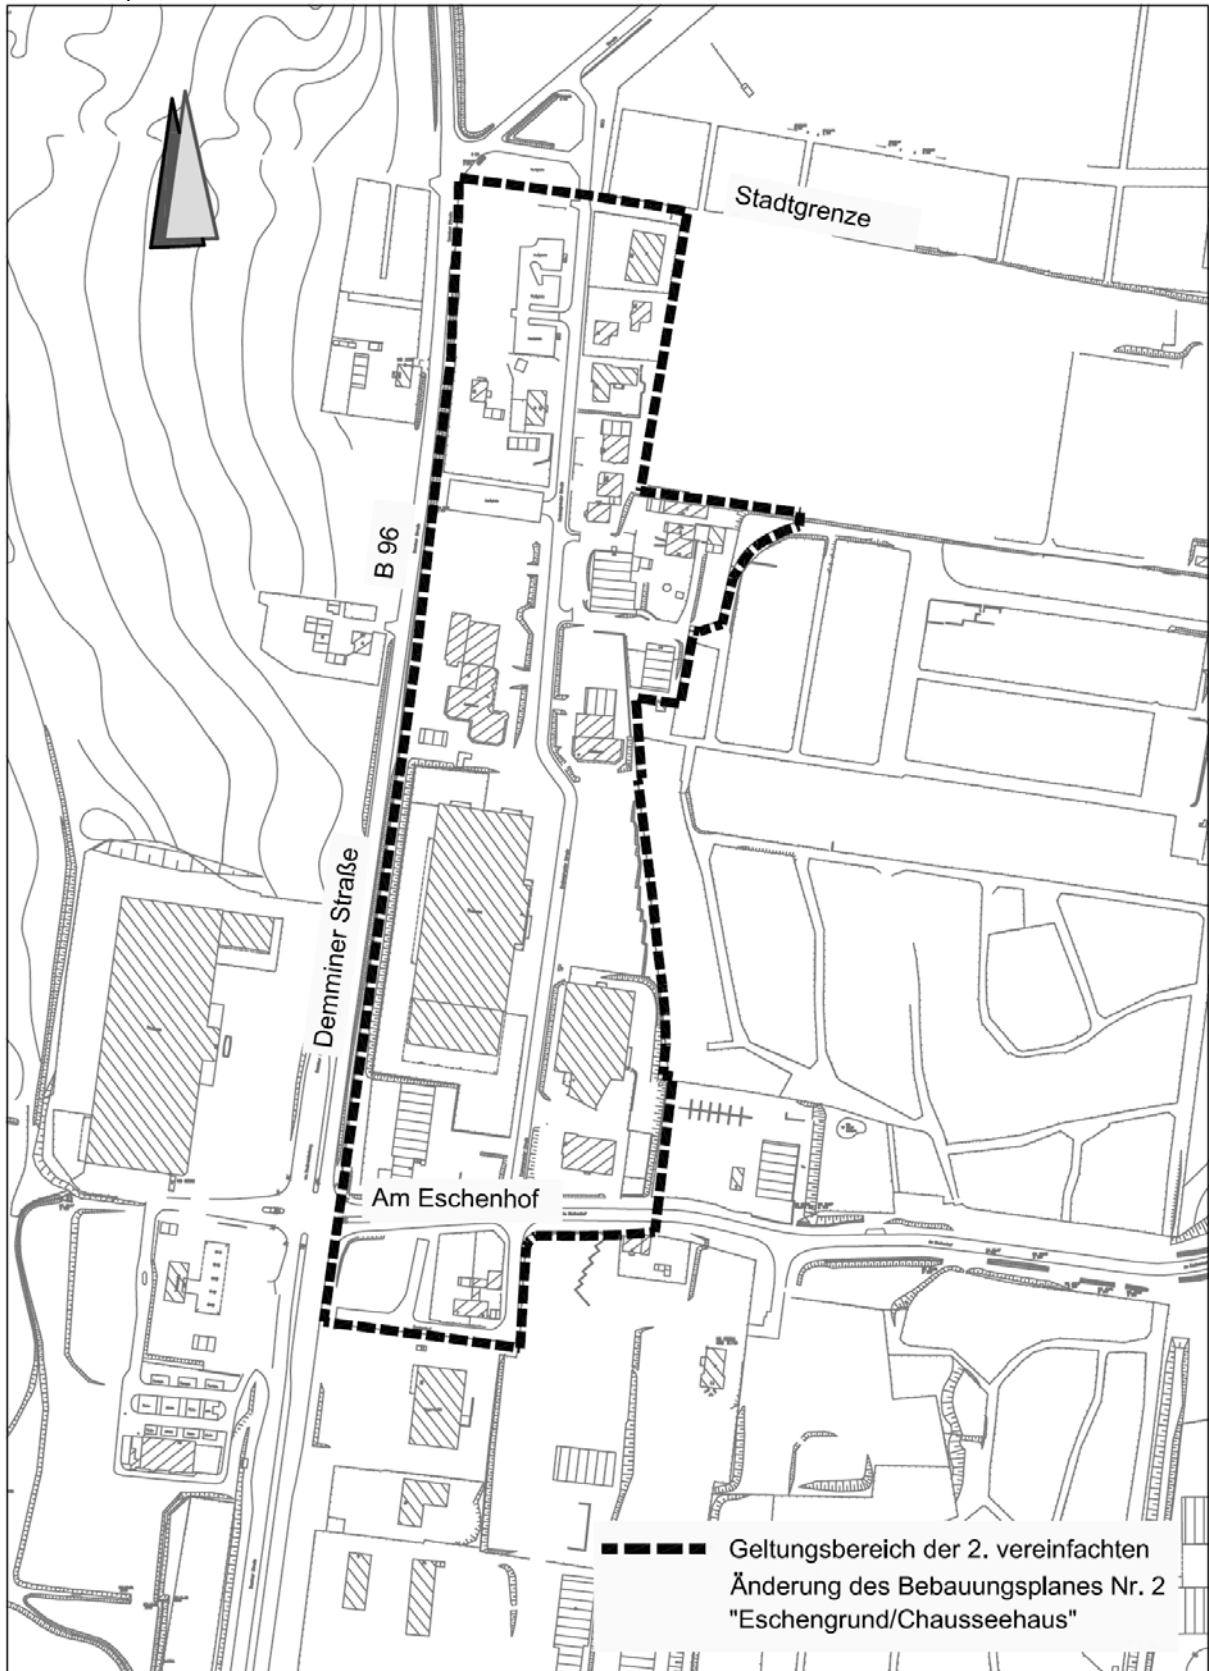 Stadtgrenze
B 96
Demminer Straße
Am Eschenhof
Geltungsbereich der 2. vereinfachten
Änderung des Bebauungsplanes Nr. 2
"Eschengrund/Chausseehaus"